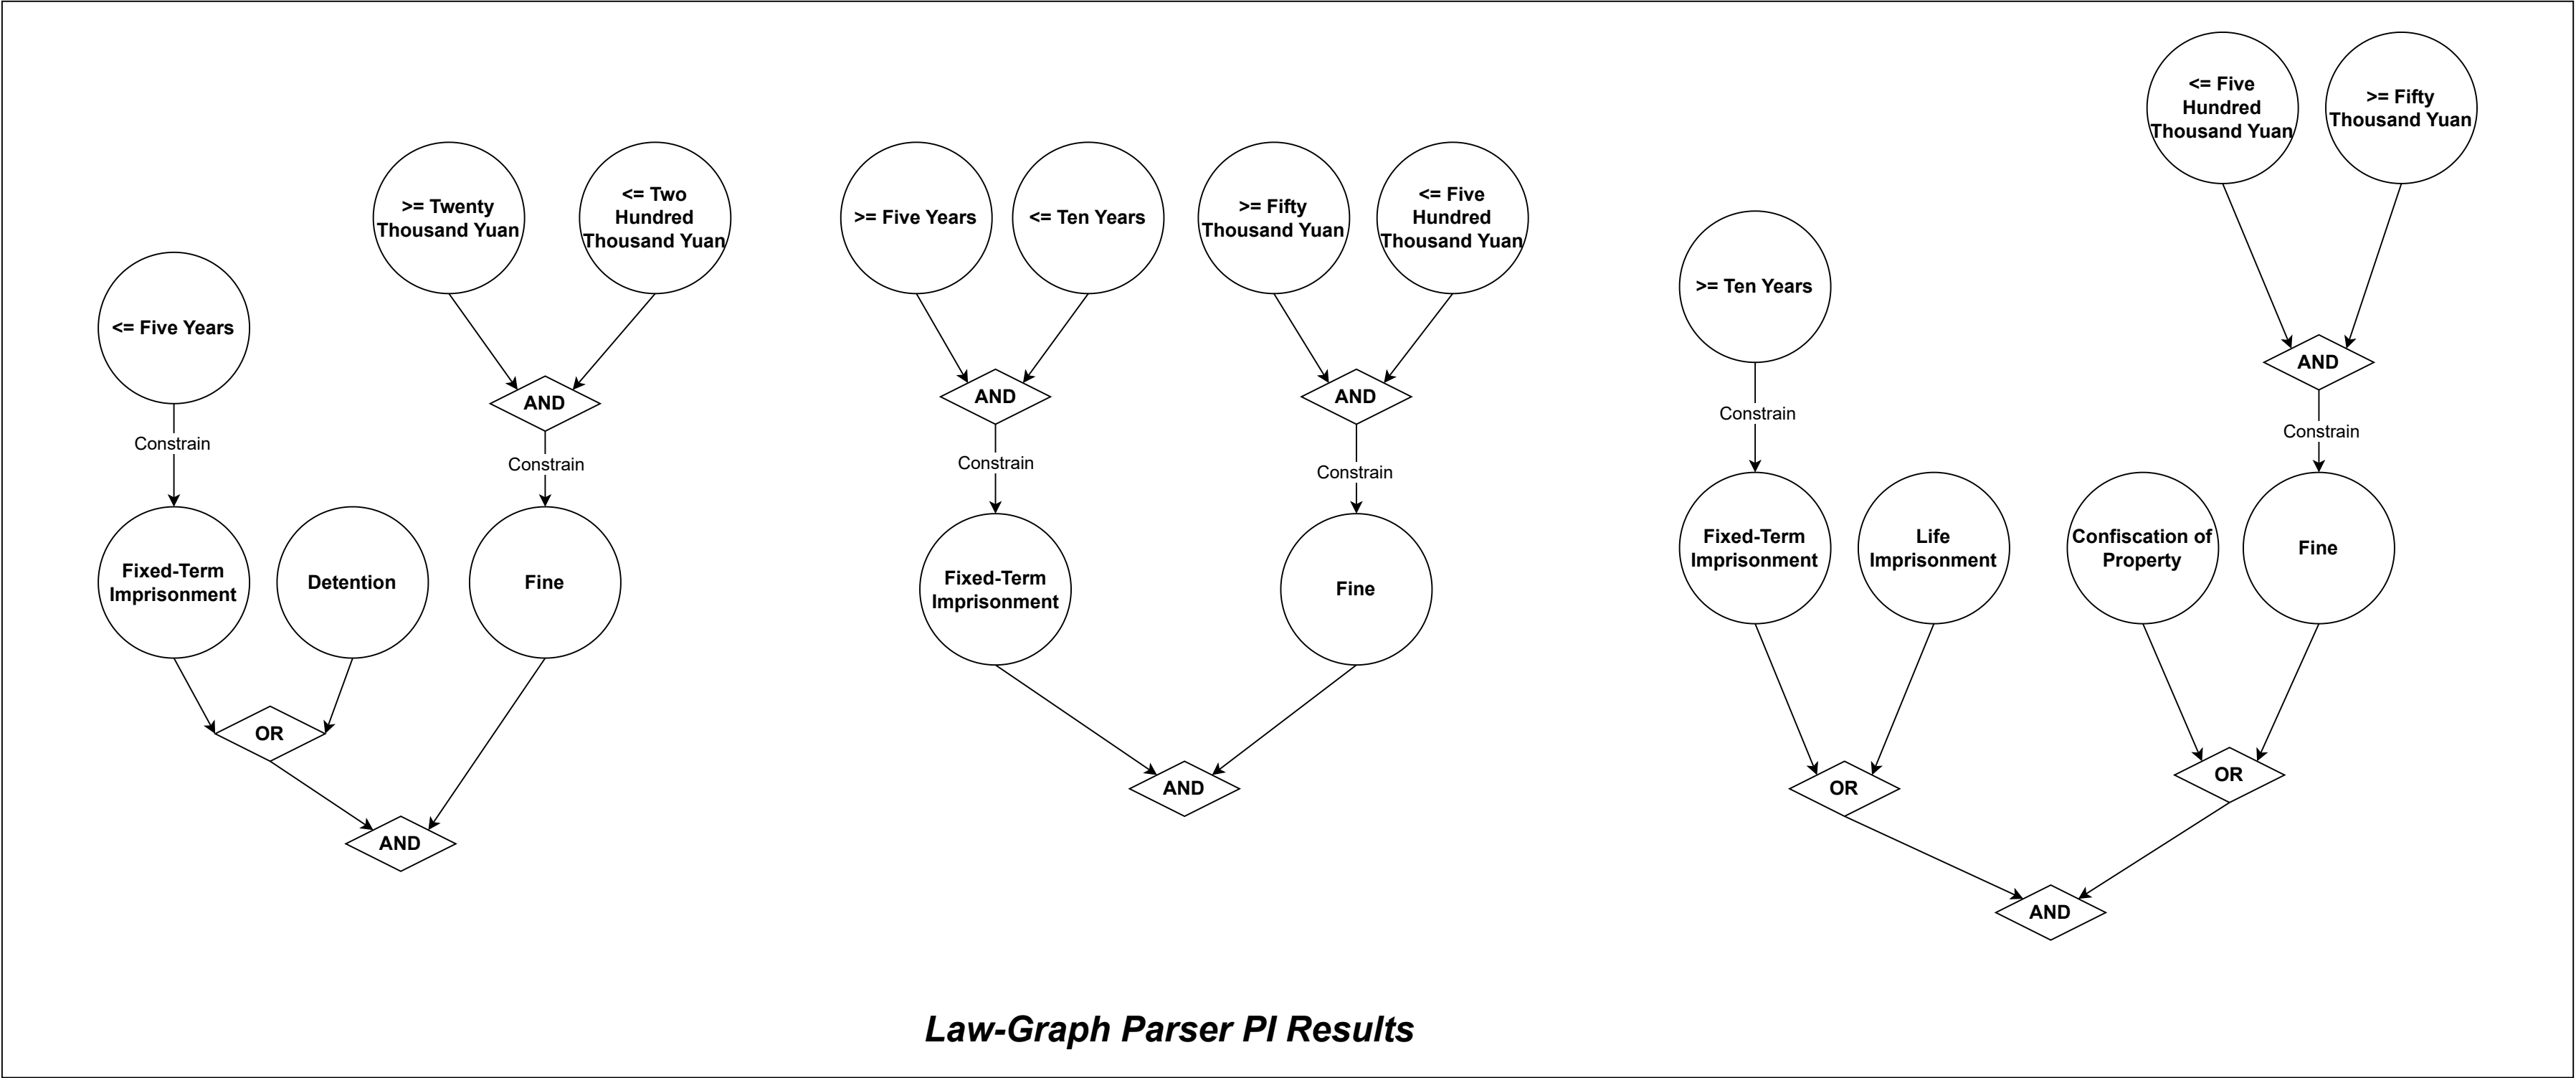 <= Five Years
Constrain
Fixed-Term
Imprisonment
Detention
OR
>= Twenty
Thousand Yuan
<= Two
Hundred
Thousand Yuan
AND
Constrain
Fine
AND
>= Five Years
<= Ten Years
AND
Constrain
Fixed-Term
Imprisonment
>= Fifty
Thousand Yuan
<= Five
Hundred
Thousand Yuan
AND
Constrain
Fine
AND
>= Ten Years
Constrain
Fixed-Term
Imprisonment
Life
Imprisonment
OR
<= Five
Hundred
Thousand Yuan
>= Fifty
Thousand Yuan
AND
Constrain
Confiscation of
Property
Fine
OR
AND
Law-Graph Parser PI Results